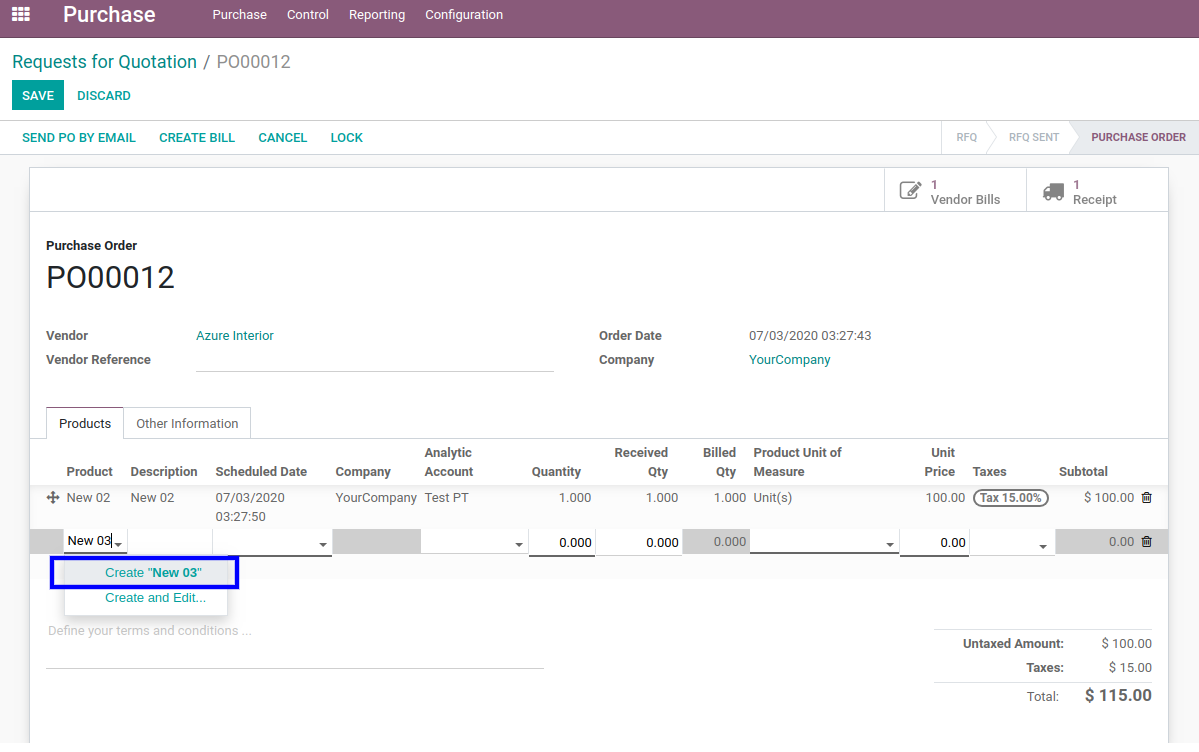 Purchase
Purchase Control Reporting Configuration
Requests for Quotation / PO00012
SAVE DISCARD
SEND PO BY EMAIL CREATE BILL CANCEL LOCK
RFQ RFQ SENT PURCHASE ORDER
1
Vendor Bills
1
Receipt
Purchase Order
PO00012
Vendor Azure Interior Order Date 07/03/2020 03:27:43
Vendor Reference Company YourCompany
Products Other Information
Product Description Scheduled Date Company Analytic Account Quantity Received Qty Billed Qty Product Unit of Measure Unit Price Taxes Subtotal
New 02 New 02 07/03/2020 03:27:50 YourCompany Test PT 1.000 1.000 1.000 Unit(s) 100.00 Tax 15.00% $ 100.00
New 03 0.000 0.000 0.000 0.00 0.00
Create "New 03"
Create and Edit...
Define your terms and conditions ...
Untaxed Amount: $ 100.00
Taxes: $ 15.00
Total: $ 115.00